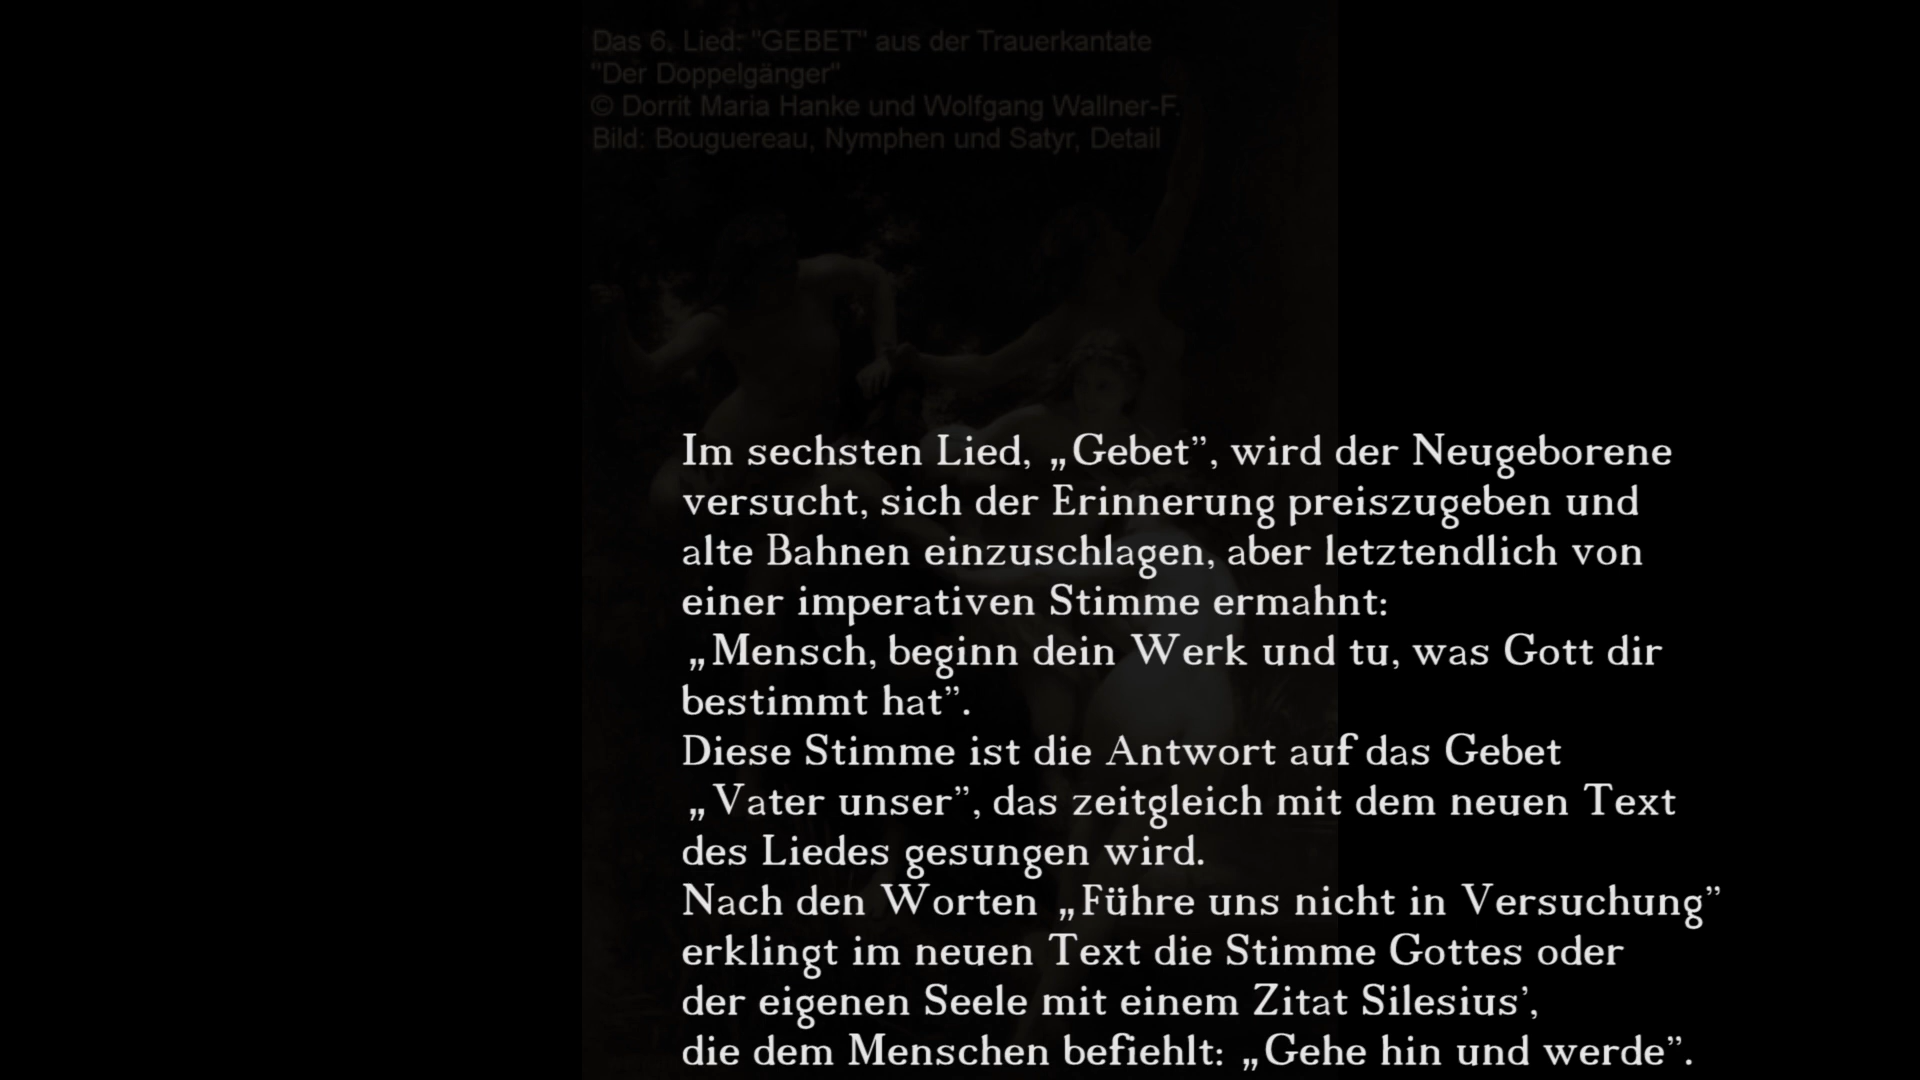 Das 6. Lied: "GEBET" aus der Trauerkantate
"Der Doppelgänger"
© Dorrit Maria Hanke und Wolfgang Wallner-F.
Bild: Bouguereau, Nymphen und Satyr, Detail
Im sechsten Lied, „Gebet”, wird der Neugeborene
versucht, sich der Erinnerung preiszugeben und
alte Bahnen einzuschlagen, aber letztendlich von
einer imperativen Stimme ermahnt:
„Mensch, beginn dein Werk und tu, was Gott dir
bestimmt hat”.
Diese Stimme ist die Antwort auf das Gebet
„Vater unser”, das zeitgleich mit dem neuen Text
des Liedes gesungen wird.
Nach den Worten „Führe uns nicht in Versuchung”
erklingt im neuen Text die Stimme Gottes oder
der eigenen Seele mit einem Zitat Silesius’,
die dem Menschen befiehlt: „Gehe hin und werde”.